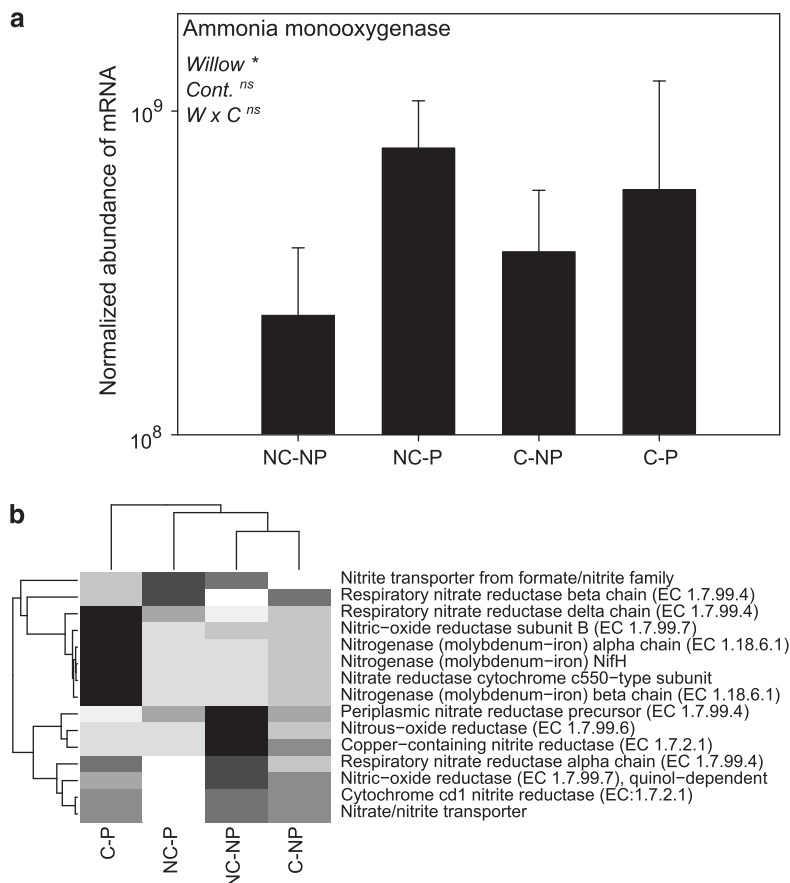 a
Ammonia monooxygenase
Willow *
Cont. ns
W x C ns
Normalized abundance of mRNA
10^9
10^8
NC-NP
NC-P
C-NP
C-P
b
Nitrite transporter from formate/nitrite family
Respiratory nitrate reductase beta chain (EC 1.7.99.4)
Respiratory nitrate reductase delta chain (EC 1.7.99.4)
Nitric−oxide reductase subunit B (EC 1.7.99.7)
Nitrogenase (molybdenum−iron) alpha chain (EC 1.18.6.1)
Nitrogenase (molybdenum−iron) NifH
Nitrate reductase cytochrome c550−type subunit
Nitrogenase (molybdenum−iron) beta chain (EC 1.18.6.1)
Periplasmic nitrate reductase precursor (EC 1.7.99.4)
Nitrous−oxide reductase (EC 1.7.99.6)
Copper−containing nitrite reductase (EC 1.7.2.1)
Respiratory nitrate reductase alpha chain (EC 1.7.99.4)
Nitric−oxide reductase (EC 1.7.99.7), quinol−dependent
Cytochrome cd1 nitrite reductase (EC:1.7.2.1)
Nitrate/nitrite transporter
C-P
NC-P
NC-NP
C-NP